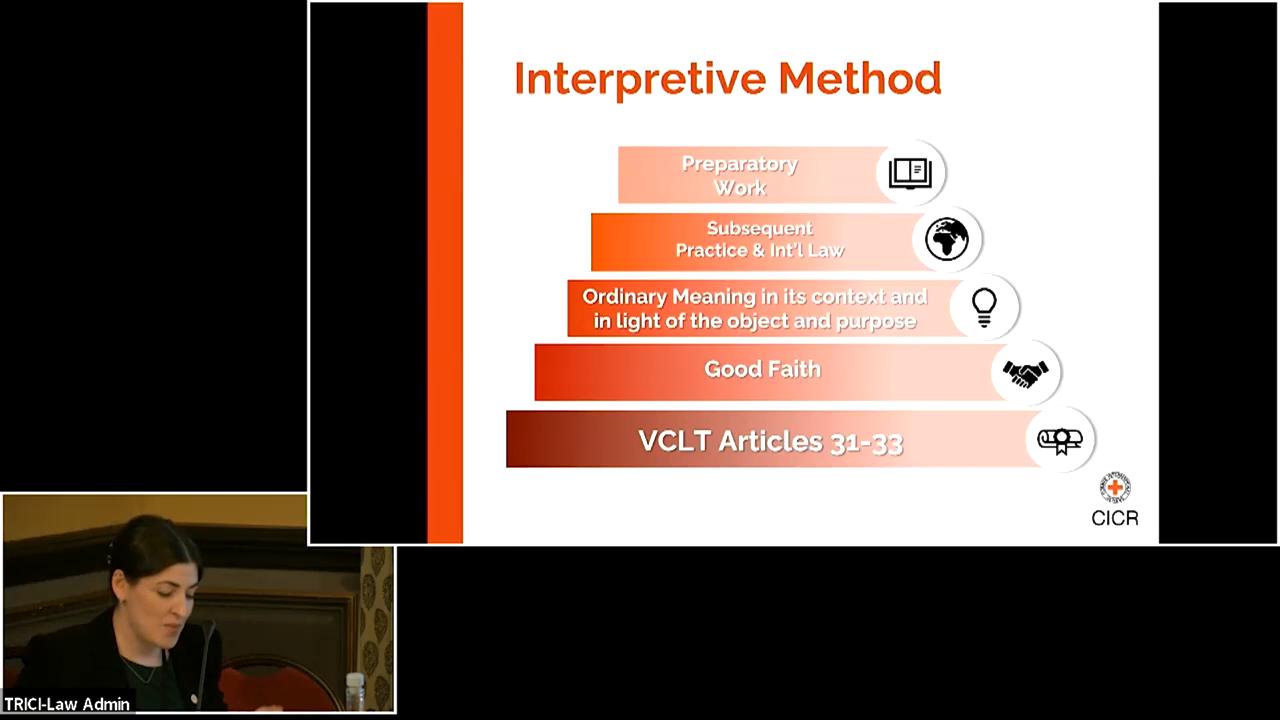 Interpretive Method
Preparatory
Work
Subsequent
Practice & Int'l Law
Ordinary Meaning in its context and
in light of the object and purpose
Good Faith
VCLT Articles 31-33
CICR
TRICI-Law Admin